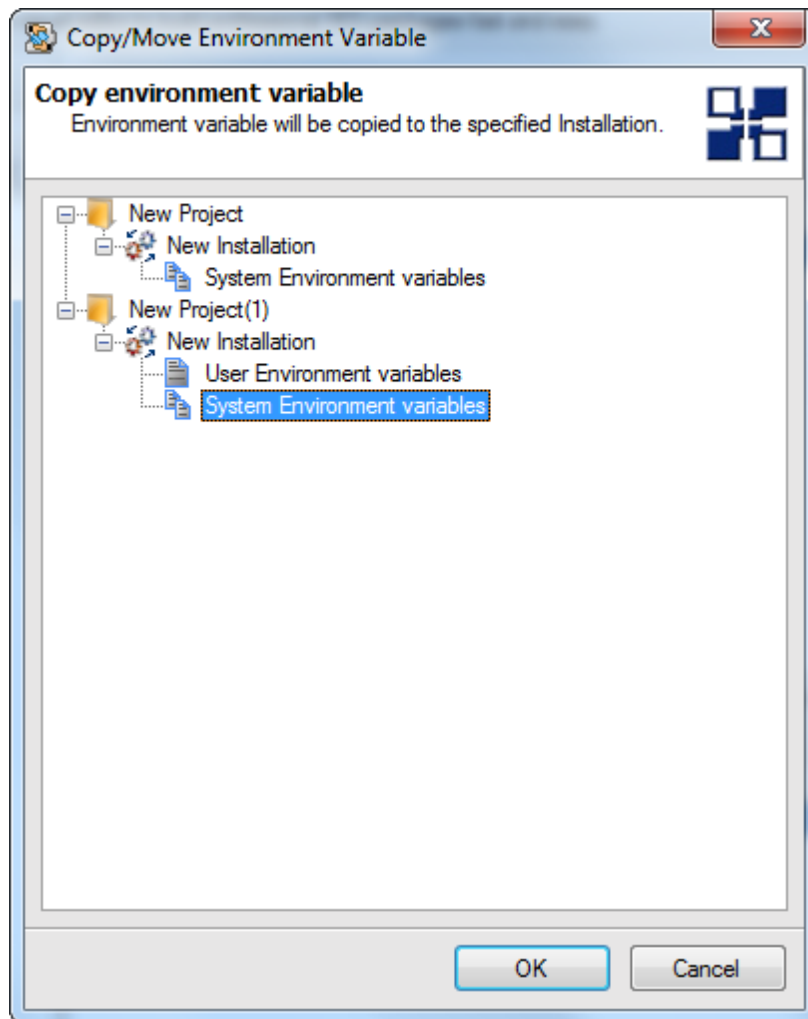 Copy/Move Environment Variable
Copy environment variable
Environment variable will be copied to the specified Installation.
New Project
New Installation
System Environment variables
New Project(1)
New Installation
User Environment variables
System Environment variables
OK
Cancel